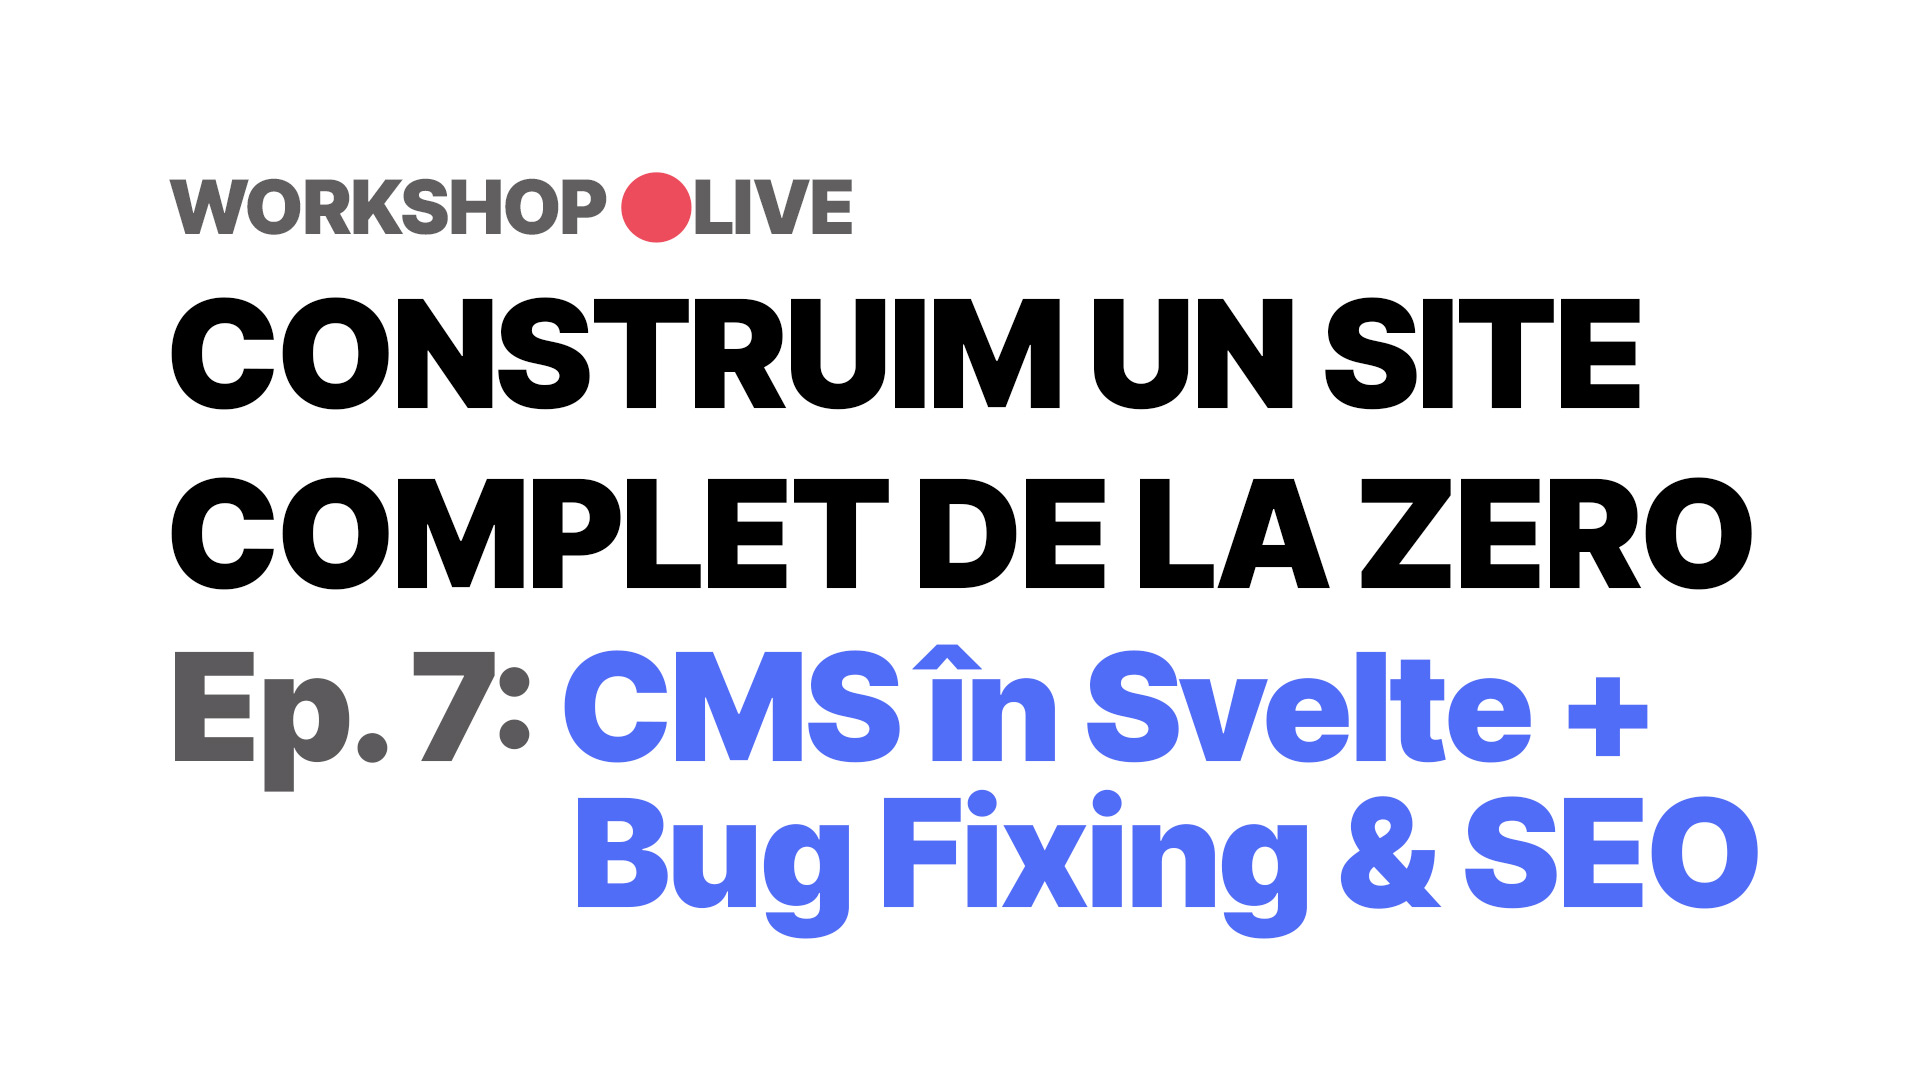 WORKSHOP LIVE
CONSTRUIM UN SITE
COMPLET DE LA ZERO
Ep. 7: CMS în Svelte +
Bug Fixing & SEO